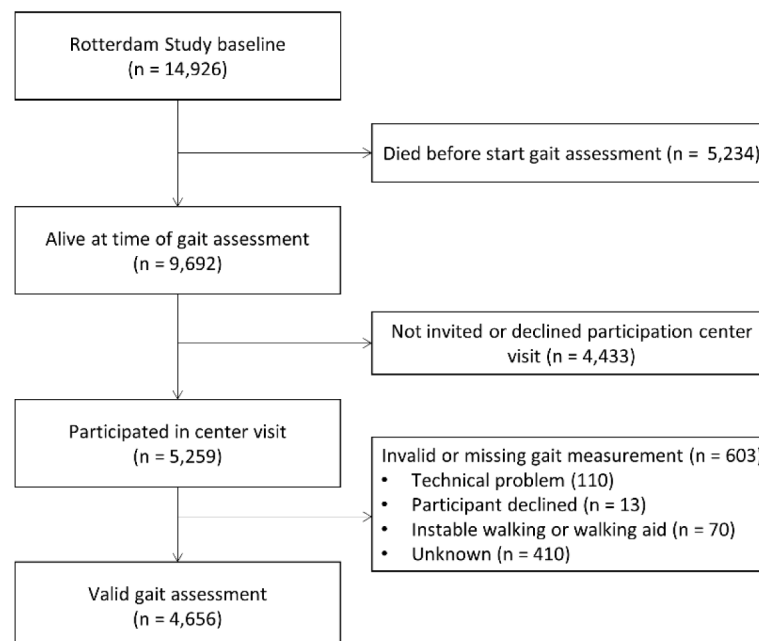 Rotterdam Study baseline
(n = 14,926)
Died before start gait assessment (n =  5,234)
Alive at time of gait assessment
(n = 9,692)
Not invited or declined participation center
visit (n = 4,433)
Participated in center visit
(n = 5,259)
Invalid or missing gait measurement (n = 603)
• Technical problem (110)
• Participant declined (n = 13)
• Instable walking or walking aid (n = 70)
• Unknown (n = 410)
Valid gait assessment
(n = 4,656)